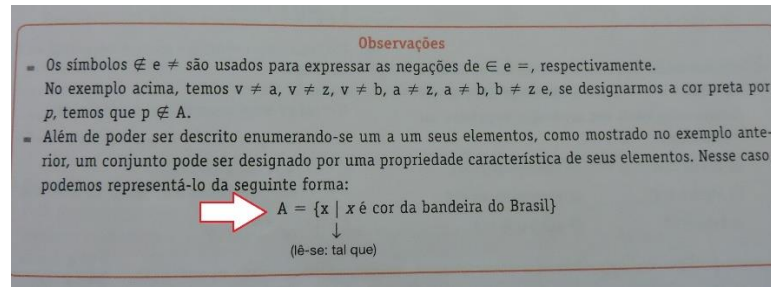 Observações
Os símbolos ∉ e ≠ são usados para expressar as negações de ∈ e =, respectivamente.
No exemplo acima, temos v ≠ a, v ≠ z, v ≠ b, a ≠ z, a ≠ b, b ≠ z e, se designarmos a cor preta por
p, temos que p ∉ A.
Além de poder ser descrito enumerando-se um a um seus elementos, como mostrado no exemplo ante-
rior, um conjunto pode ser designado por uma propriedade característica de seus elementos. Nesse caso
podemos representá-lo da seguinte forma:
A = {x | x é cor da bandeira do Brasil}
↓
(lê-se: tal que)